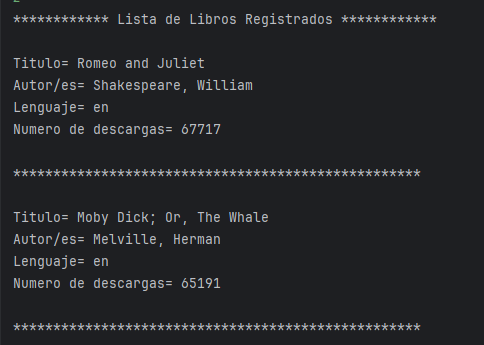 ************ Lista de Libros Registrados ************
Titulo= Romeo and Juliet
Autor/es= Shakespeare, William
Lenguaje= en
Numero de descargas= 67717
***************************************************
Titulo= Moby Dick; Or, The Whale
Autor/es= Melville, Herman
Lenguaje= en
Numero de descargas= 65191
***************************************************